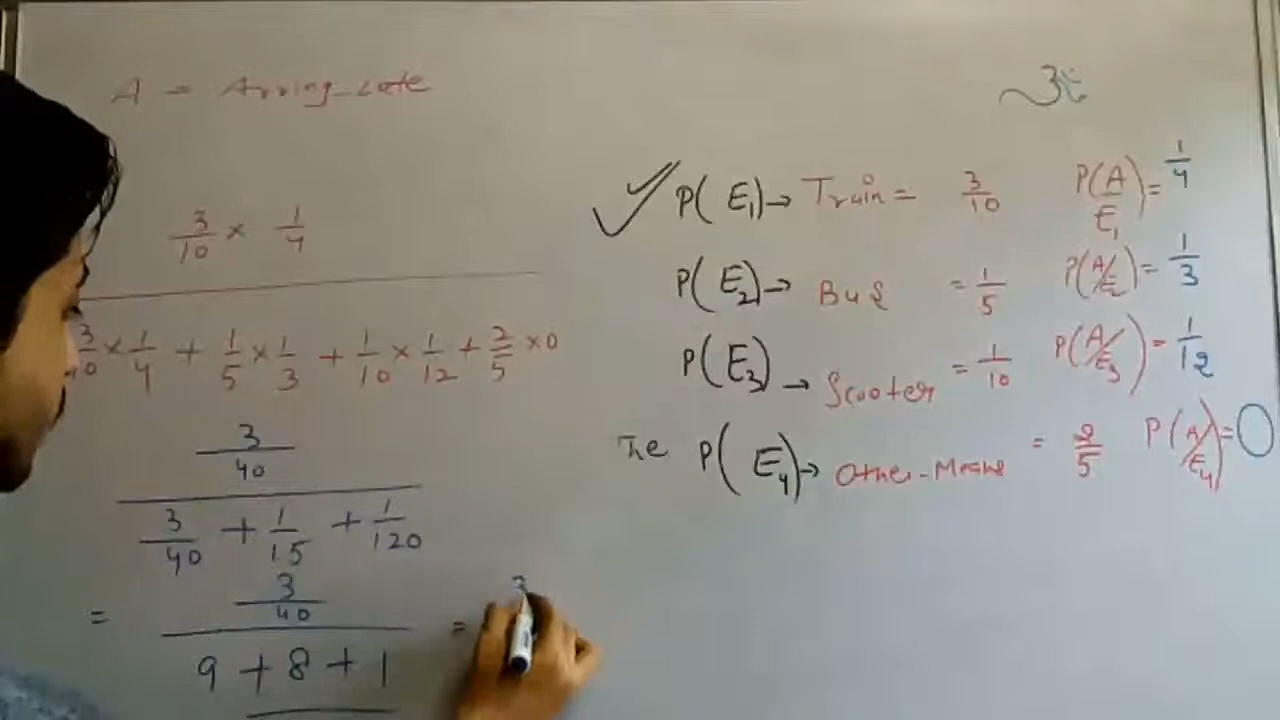 A = Arriving-Late
3/10 × 1/4
3/10 × 1/4 + 1/5 × 1/3 + 1/10 × 1/12 + 2/5 × 0
3/40
3/40 + 1/15 + 1/120
= 3/40
9 + 8 + 1
= 3
P(E1) → Train = 3/10 P(A/E1) = 1/4
P(E2) → Bus = 1/5 P(A/E2) = 1/3
P(E3) → Scooter = 1/10 P(A/E3) = 1/12
P(E4) → Other-Means = 2/5 P(A/E4) = 0